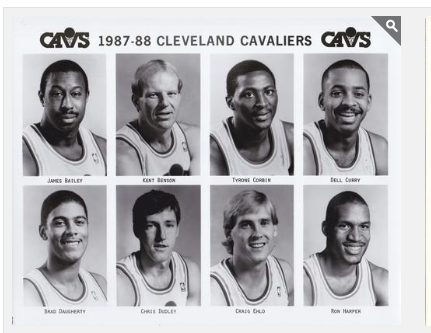 CAVS 1987-88 CLEVELAND CAVALIERS CAVS
JAMES BAILEY KENT BENSON TYRONE CORBIN DELL CURRY
BRAD DAUGHERTY CHRIS DUDLEY CRAIG EHLO RON HARPER